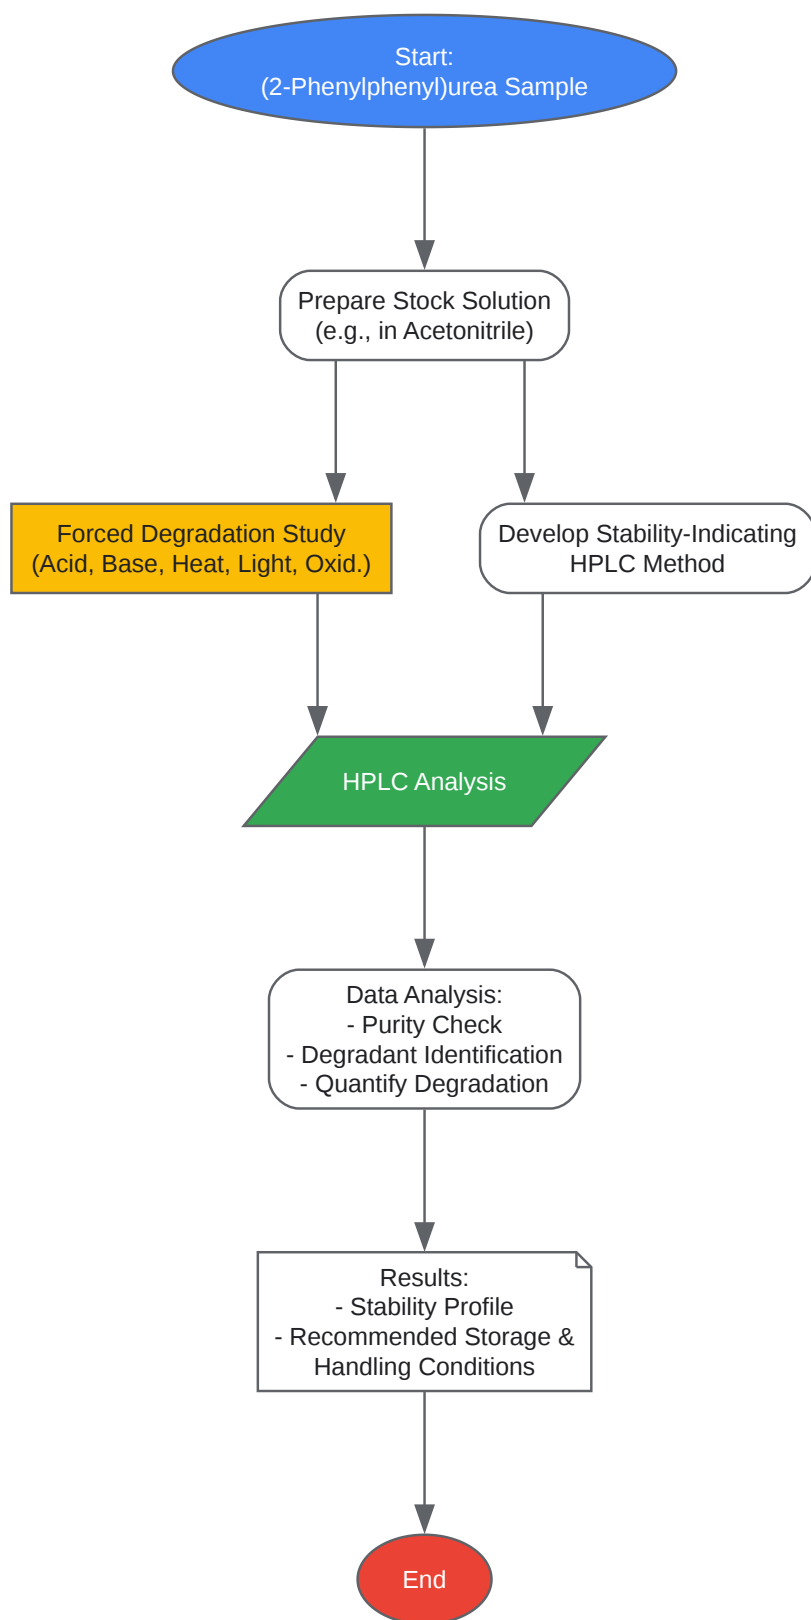 Start:
(2-Phenylphenyl)urea Sample
Prepare Stock Solution
(e.g., in Acetonitrile)
Forced Degradation Study
(Acid, Base, Heat, Light, Oxid.)
Develop Stability-Indicating
HPLC Method
HPLC Analysis
Data Analysis:
- Purity Check
- Degradant Identification
- Quantify Degradation
Results:
- Stability Profile
- Recommended Storage &
Handling Conditions
End